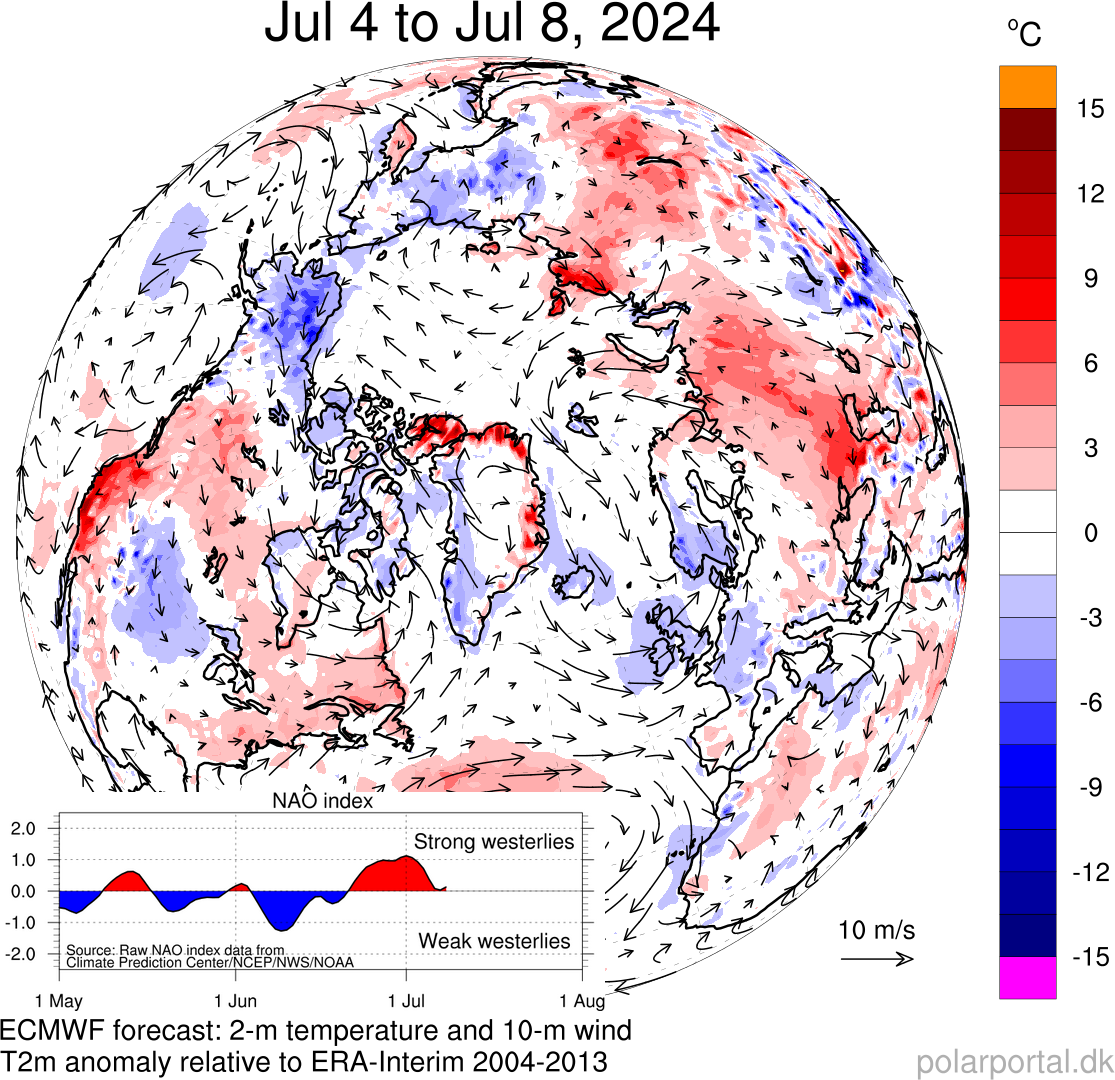 Jul 4 to Jul 8, 2024
°C
15
12
9
6
3
0
-3
-6
-9
-12
-15
NAO index
2.0
1.0
0.0
-1.0
-2.0
Strong westerlies
Weak westerlies
Source: Raw NAO index data from
Climate Prediction Center/NCEP/NWS/NOAA
1 May
1 Jun
1 Jul
1 Aug
10 m/s
ECMWF forecast: 2-m temperature and 10-m wind
T2m anomaly relative to ERA-Interim 2004-2013
polarportal.dk